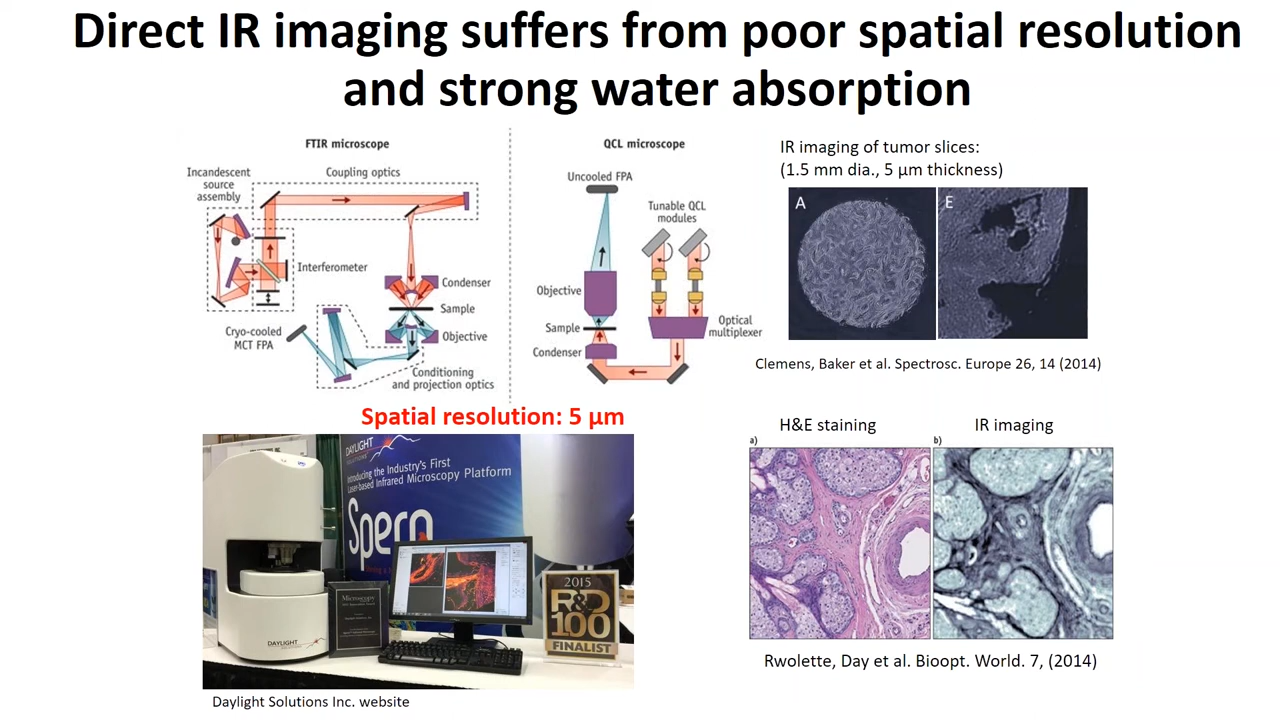 Direct IR imaging suffers from poor spatial resolution
and strong water absorption
FTIR microscope
Incandescent
source
assembly
Coupling optics
Interferometer
Condenser
Sample
Objective
Cryo-cooled
MCT FPA
Conditioning
and projection optics
QCL microscope
Uncooled FPA
Tunable QCL
modules
Objective
Sample
Condenser
Optical
multiplexer
IR imaging of tumor slices:
(1.5 mm dia., 5 µm thickness)
A
E
Clemens, Baker et al. Spectrosc. Europe 26, 14 (2014)
Spatial resolution: 5 µm
DAYLIGHT
SOLUTIONS
Introducing the Industry's First
Laser-based Infrared Microscopy Platform
Spero
Microscopy
DAYLIGHT
SOLUTIONS
2015
R&D
100
FINALIST
Daylight Solutions Inc. website
H&E staining
IR imaging
a)
b)
Rwolette, Day et al. Bioopt. World. 7, (2014)